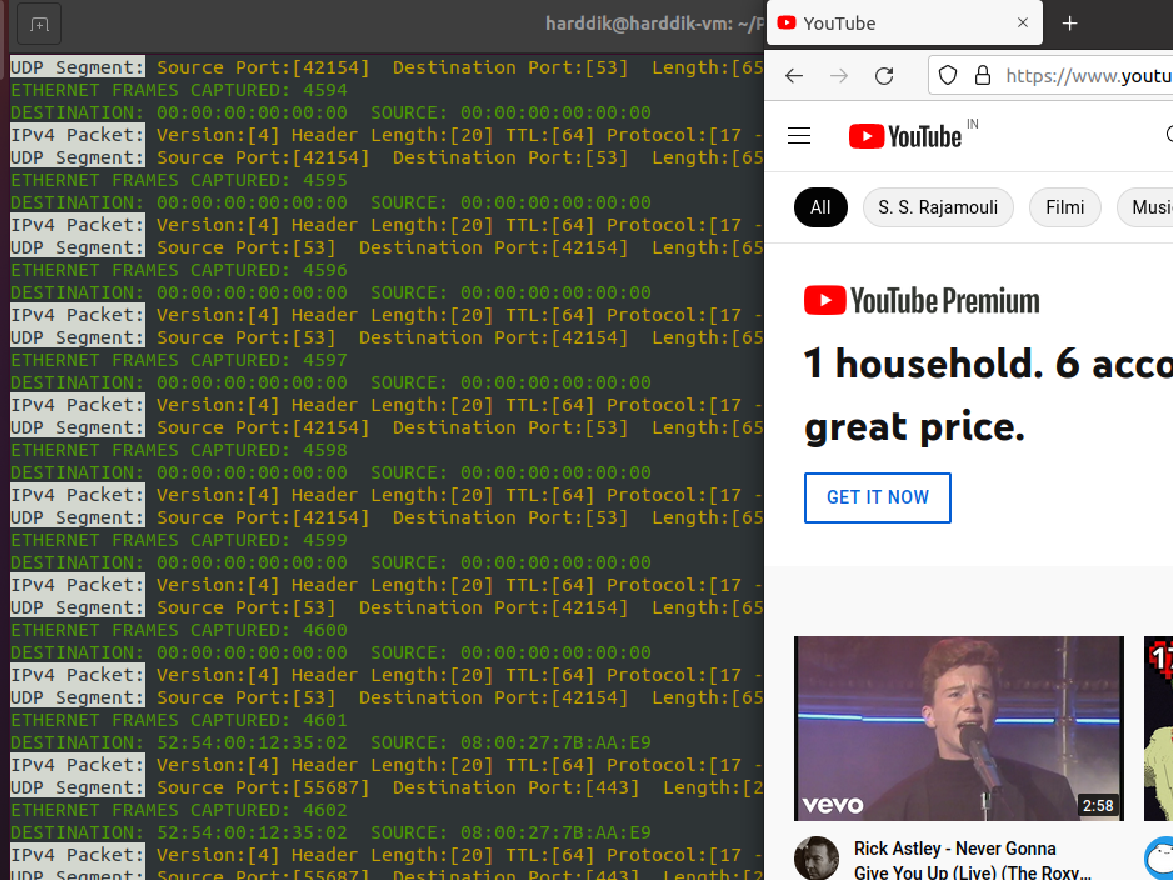 harddik@harddik-vm: ~/P
UDP Segment: Source Port:[42154] Destination Port:[53] Length:[65
ETHERNET FRAMES CAPTURED: 4594
DESTINATION: 00:00:00:00:00:00 SOURCE: 00:00:00:00:00:00
IPv4 Packet: Version:[4] Header Length:[20] TTL:[64] Protocol:[17 -
UDP Segment: Source Port:[42154] Destination Port:[53] Length:[65
ETHERNET FRAMES CAPTURED: 4595
DESTINATION: 00:00:00:00:00:00 SOURCE: 00:00:00:00:00:00
IPv4 Packet: Version:[4] Header Length:[20] TTL:[64] Protocol:[17 -
UDP Segment: Source Port:[53] Destination Port:[42154] Length:[65
ETHERNET FRAMES CAPTURED: 4596
DESTINATION: 00:00:00:00:00:00 SOURCE: 00:00:00:00:00:00
IPv4 Packet: Version:[4] Header Length:[20] TTL:[64] Protocol:[17 -
UDP Segment: Source Port:[53] Destination Port:[42154] Length:[65
ETHERNET FRAMES CAPTURED: 4597
DESTINATION: 00:00:00:00:00:00 SOURCE: 00:00:00:00:00:00
IPv4 Packet: Version:[4] Header Length:[20] TTL:[64] Protocol:[17 -
UDP Segment: Source Port:[42154] Destination Port:[53] Length:[65
ETHERNET FRAMES CAPTURED: 4598
DESTINATION: 00:00:00:00:00:00 SOURCE: 00:00:00:00:00:00
IPv4 Packet: Version:[4] Header Length:[20] TTL:[64] Protocol:[17 -
UDP Segment: Source Port:[42154] Destination Port:[53] Length:[65
ETHERNET FRAMES CAPTURED: 4599
DESTINATION: 00:00:00:00:00:00 SOURCE: 00:00:00:00:00:00
IPv4 Packet: Version:[4] Header Length:[20] TTL:[64] Protocol:[17 -
UDP Segment: Source Port:[53] Destination Port:[42154] Length:[65
ETHERNET FRAMES CAPTURED: 4600
DESTINATION: 00:00:00:00:00:00 SOURCE: 00:00:00:00:00:00
IPv4 Packet: Version:[4] Header Length:[20] TTL:[64] Protocol:[17 -
UDP Segment: Source Port:[53] Destination Port:[42154] Length:[65
ETHERNET FRAMES CAPTURED: 4601
DESTINATION: 52:54:00:12:35:02 SOURCE: 08:00:27:7B:AA:E9
IPv4 Packet: Version:[4] Header Length:[20] TTL:[64] Protocol:[17 -
UDP Segment: Source Port:[55687] Destination Port:[443] Length:[2
ETHERNET FRAMES CAPTURED: 4602
DESTINATION: 52:54:00:12:35:02 SOURCE: 08:00:27:7B:AA:E9
IPv4 Packet: Version:[4] Header Length:[20] TTL:[64] Protocol:[17 -
UDP Segment: Source Port:[55687] Destination Port:[443] Length:[2
YouTube
https://www.youtu
YouTube IN
All S. S. Rajamouli Filmi Musi
YouTube Premium
1 household. 6 acco
great price.
GET IT NOW
vevo 2:58
17
Rick Astley - Never Gonna
Give You Up (Live) (The Roxy...